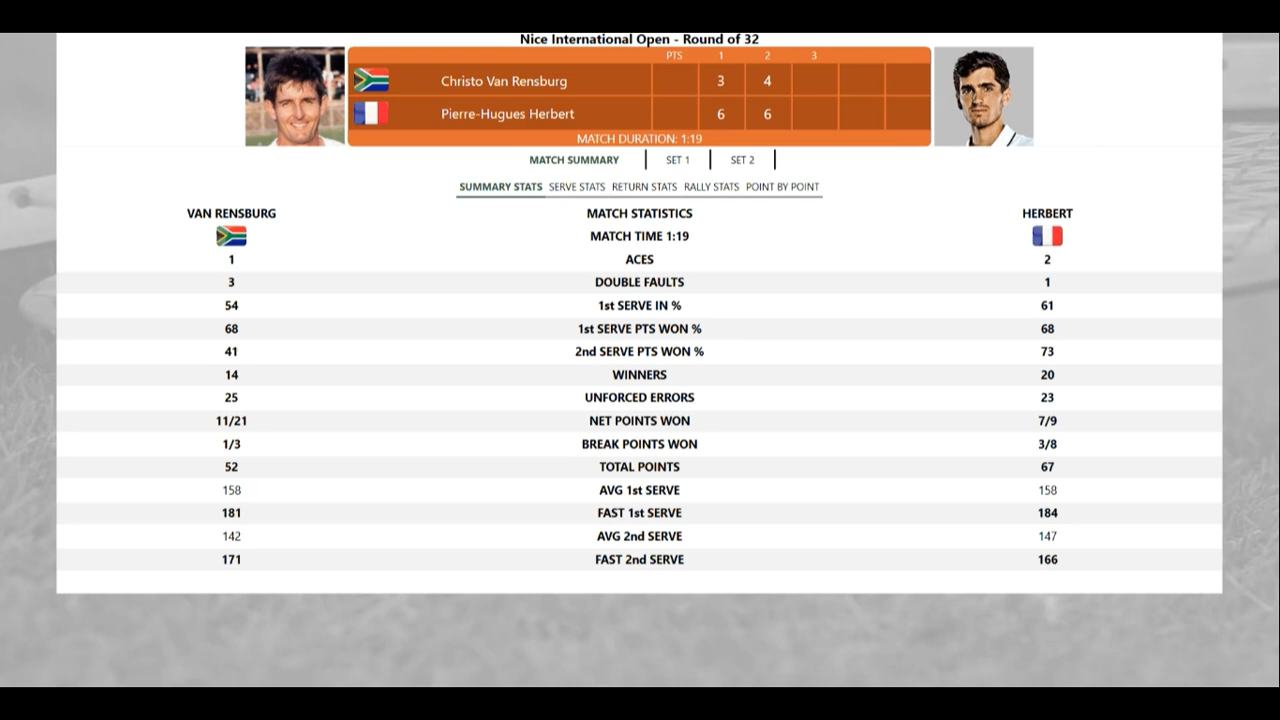 Nice International Open - Round of 32
PTS 1 2 3
Christo Van Rensburg 3 4
Pierre-Hugues Herbert 6 6
MATCH DURATION: 1:19
MATCH SUMMARY SET 1 SET 2
SUMMARY STATS SERVE STATS RETURN STATS RALLY STATS POINT BY POINT
VAN RENSBURG MATCH STATISTICS HERBERT
MATCH TIME 1:19
1 ACES 2
3 DOUBLE FAULTS 1
54 1st SERVE IN % 61
68 1st SERVE PTS WON % 68
41 2nd SERVE PTS WON % 73
14 WINNERS 20
25 UNFORCED ERRORS 23
11/21 NET POINTS WON 7/9
1/3 BREAK POINTS WON 3/8
52 TOTAL POINTS 67
158 AVG 1st SERVE 158
181 FAST 1st SERVE 184
142 AVG 2nd SERVE 147
171 FAST 2nd SERVE 166